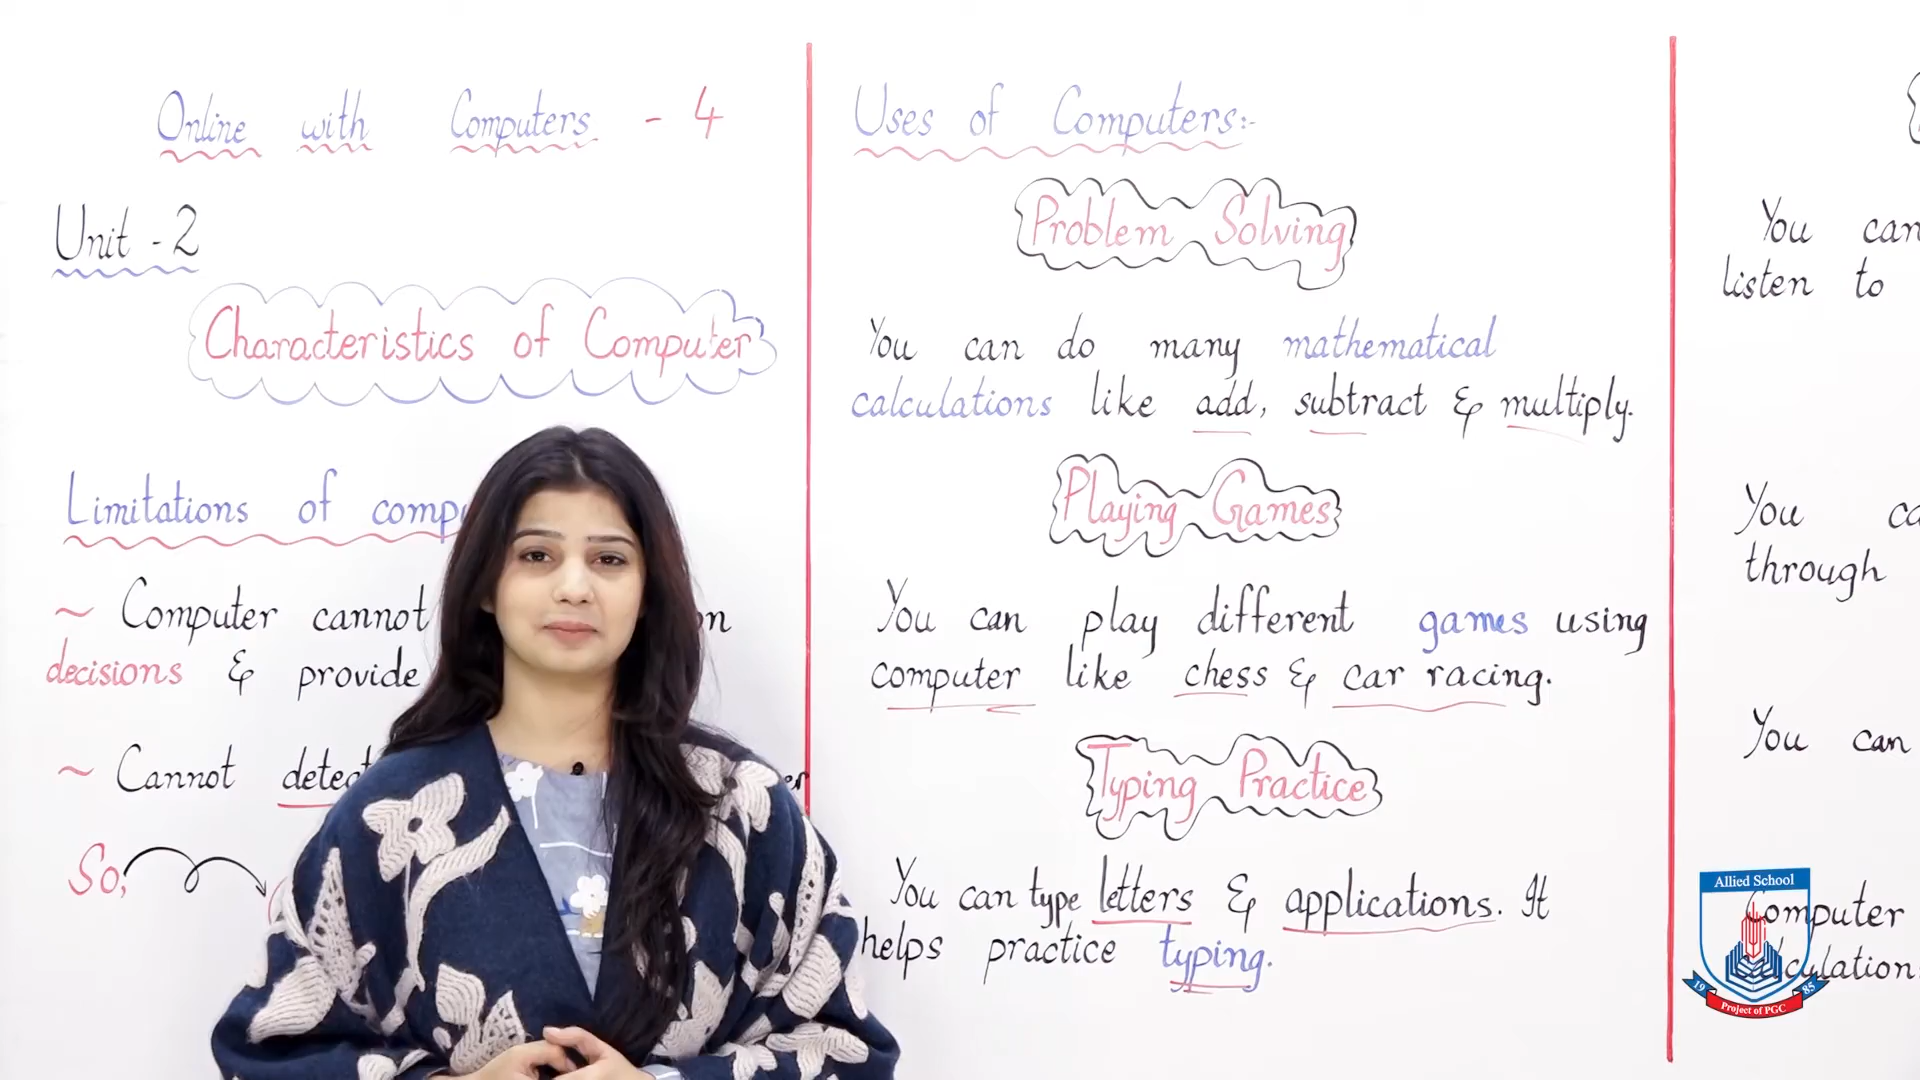 Online with Computers - 4
Unit - 2
Characteristics of Computer
Limitations of
~ Computer cannot
decisions & provide
~ Cannot
So,
Uses of Computers:-
Problem Solving
You can do many mathematical
calculations like add, subtract & multiply.
Playing Games
You can play different games using
computer like chess & car racing.
Typing Practice
You can type letters & applications. It
helps practice typing.
You can
listen to
You
through
You can
Computer
Allied School
19 85
Project of PGC